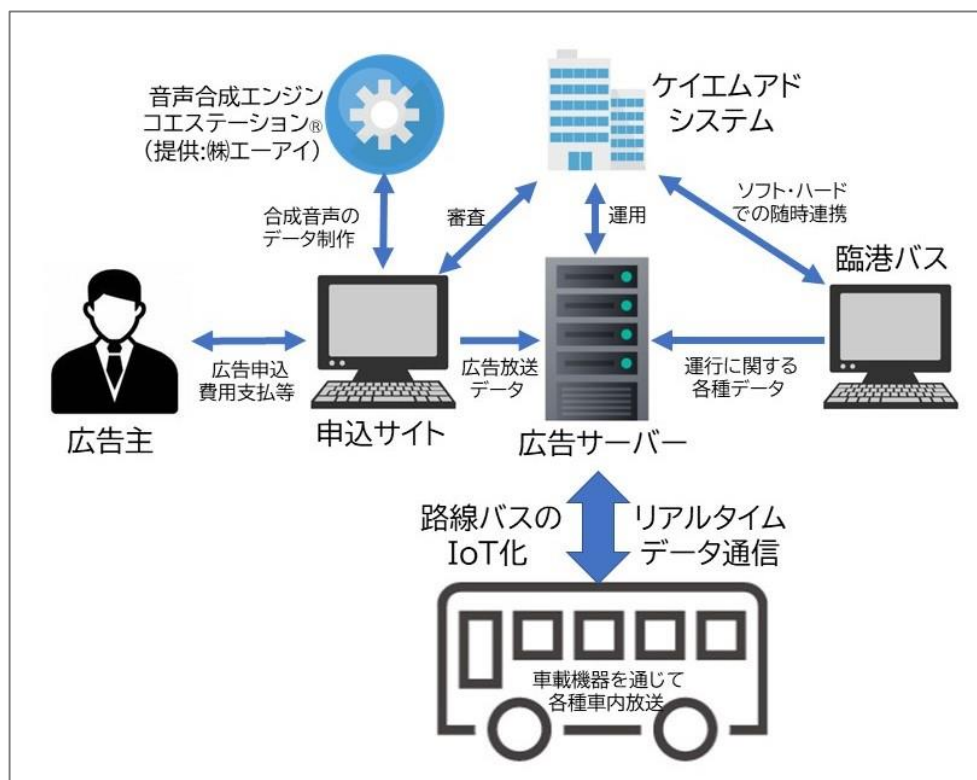 音声合成エンジン
コエステーション®
(提供:㈱エーアイ)
ケイエムアド
システム
合成音声の
データ制作
審査
運用
ソフト・ハード
での随時連携
臨港バス
広告申込
費用支払等
広告放送
データ
運行に関する
各種データ
広告主
申込サイト
広告サーバー
路線バスの
IoT化
リアルタイム
データ通信
車載機器を通じて
各種車内放送